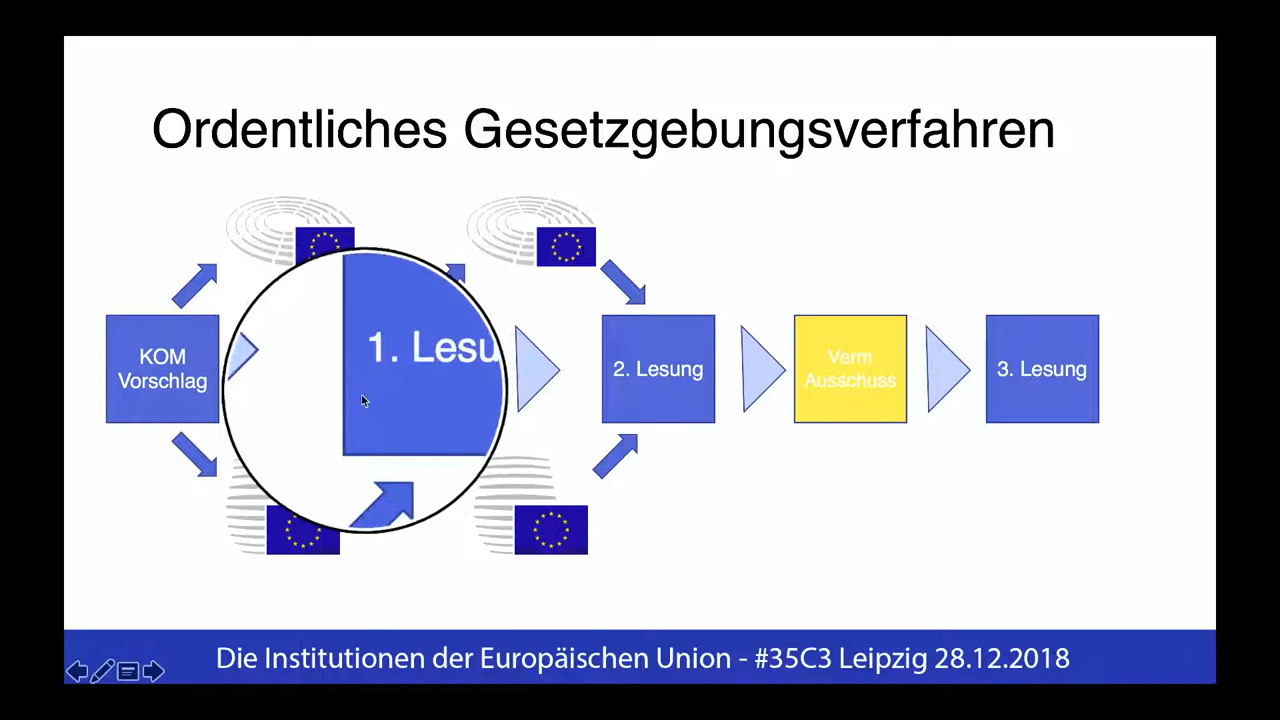 Ordentliches Gesetzgebungsverfahren
KOM
Vorschlag
1. Lesu
2. Lesung
Verm
Ausschuss
3. Lesung
Die Institutionen der Europäischen Union - #35C3 Leipzig 28.12.2018